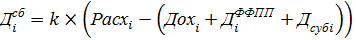 Д_i^сб = k × (Расх_i − (Дох_i + Д_i^ФФПП + Д_субi))